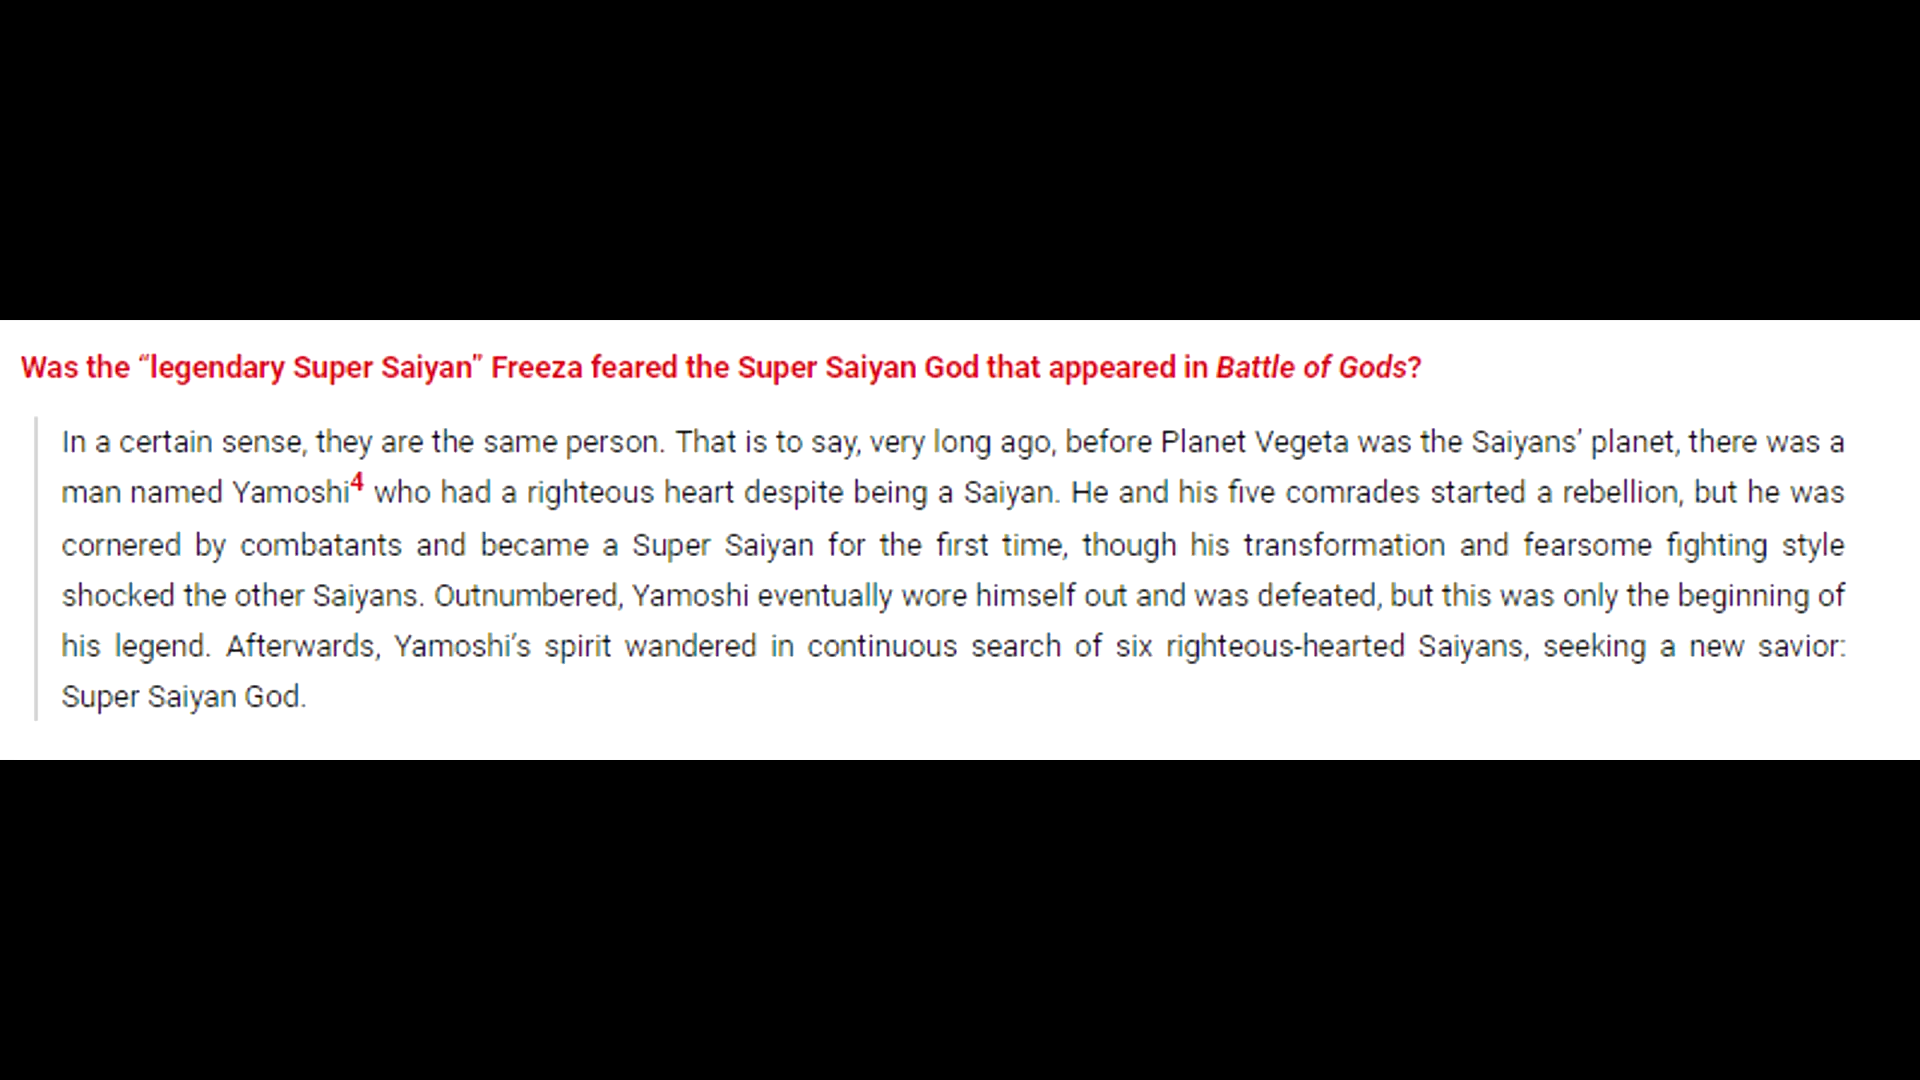 Was the “legendary Super Saiyan” Freeza feared the Super Saiyan God that appeared in Battle of Gods?
In a certain sense, they are the same person. That is to say, very long ago, before Planet Vegeta was the Saiyans’ planet, there was a
man named Yamoshi4 who had a righteous heart despite being a Saiyan. He and his five comrades started a rebellion, but he was
cornered by combatants and became a Super Saiyan for the first time, though his transformation and fearsome fighting style
shocked the other Saiyans. Outnumbered, Yamoshi eventually wore himself out and was defeated, but this was only the beginning of
his legend. Afterwards, Yamoshi’s spirit wandered in continuous search of six righteous-hearted Saiyans, seeking a new savior:
Super Saiyan God.